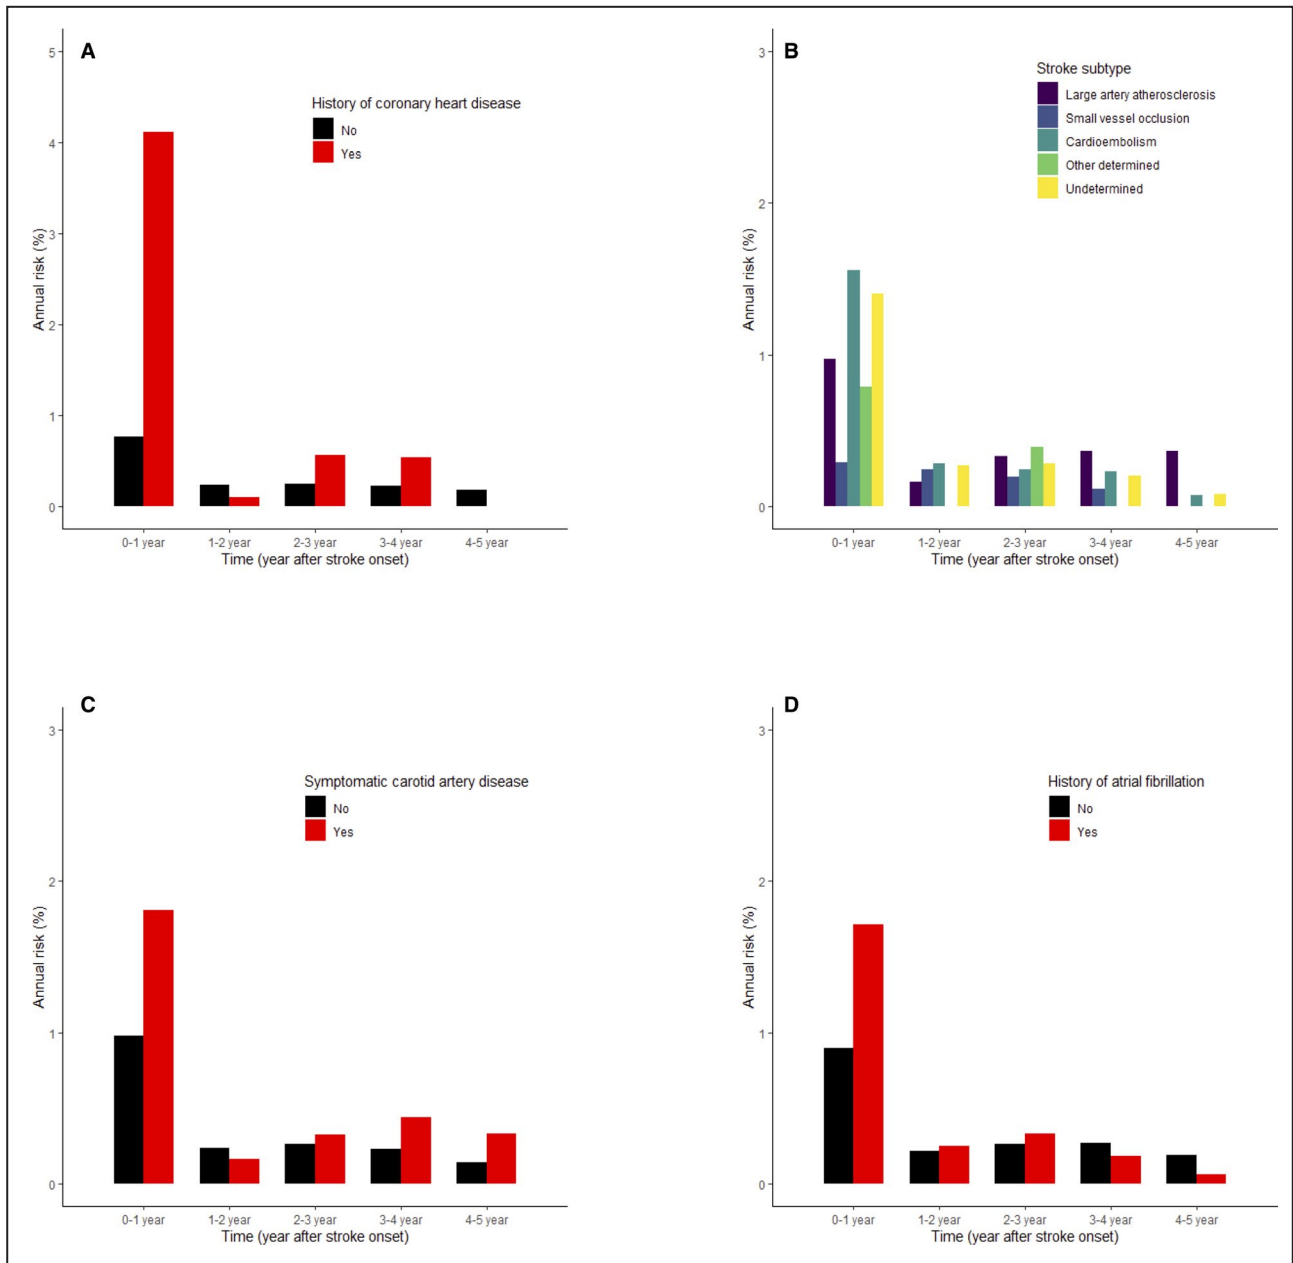 A
5
4
3
2
1
0
Annual risk (%)
History of coronary heart disease
No
Yes
0-1 year 1-2 year 2-3 year 3-4 year 4-5 year
Time (year after stroke onset)
B
3
2
1
0
Annual risk (%)
Stroke subtype
Large artery atherosclerosis
Small vessel occlusion
Cardioembolism
Other determined
Undetermined
0-1 year 1-2 year 2-3 year 3-4 year 4-5 year
Time (year after stroke onset)
C
3
2
1
0
Annual risk (%)
Symptomatic carotid artery disease
No
Yes
0-1 year 1-2 year 2-3 year 3-4 year 4-5 year
Time (year after stroke onset)
D
3
2
1
0
Annual risk (%)
History of atrial fibrillation
No
Yes
0-1 year 1-2 year 2-3 year 3-4 year 4-5 year
Time (year after stroke onset)